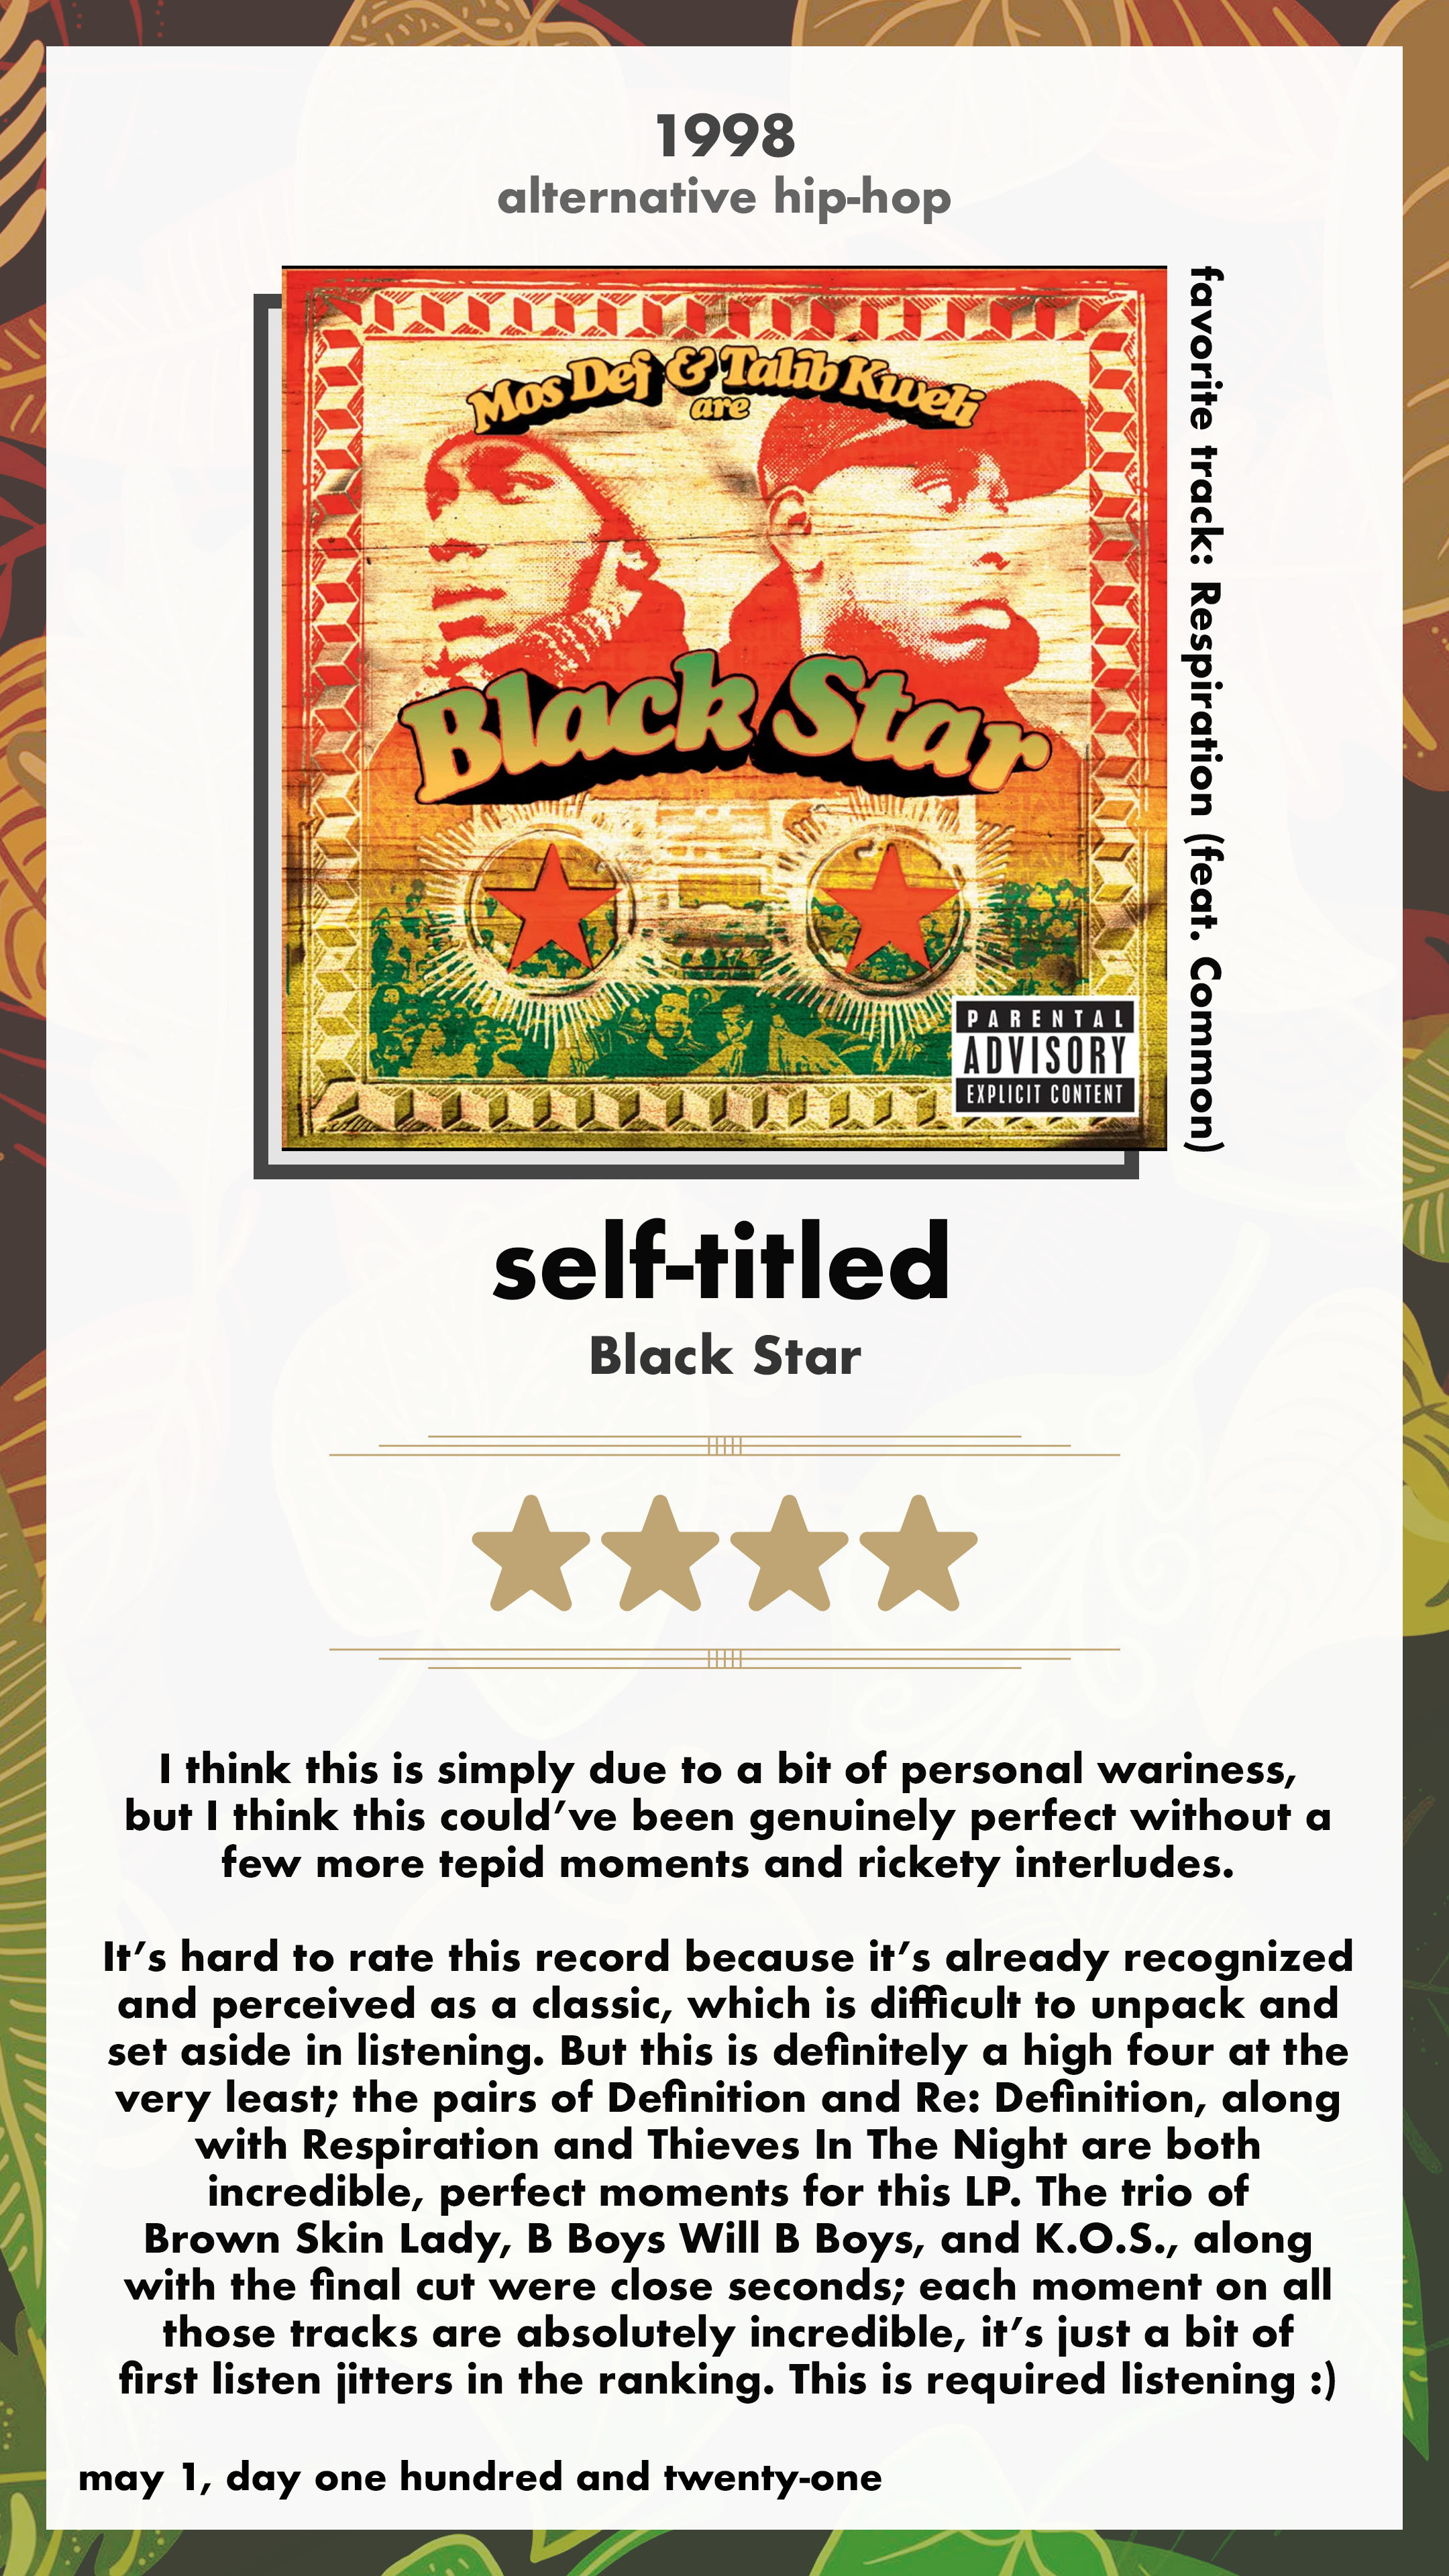 1998
alternative hip-hop
Mos Def & Talib Kweli
are
Black Star
PARENTAL
ADVISORY
EXPLICIT CONTENT
favorite track: Respiration (feat. Common)
self-titled
Black Star
I think this is simply due to a bit of personal wariness,
but I think this could’ve been genuinely perfect without a
few more tepid moments and rickety interludes.
It’s hard to rate this record because it’s already recognized
and perceived as a classic, which is difficult to unpack and
set aside in listening. But this is definitely a high four at the
very least; the pairs of Definition and Re: Definition, along
with Respiration and Thieves In The Night are both
incredible, perfect moments for this LP. The trio of
Brown Skin Lady, B Boys Will B Boys, and K.O.S., along
with the final cut were close seconds; each moment on all
those tracks are absolutely incredible, it’s just a bit of
first listen jitters in the ranking. This is required listening :)
may 1, day one hundred and twenty-one